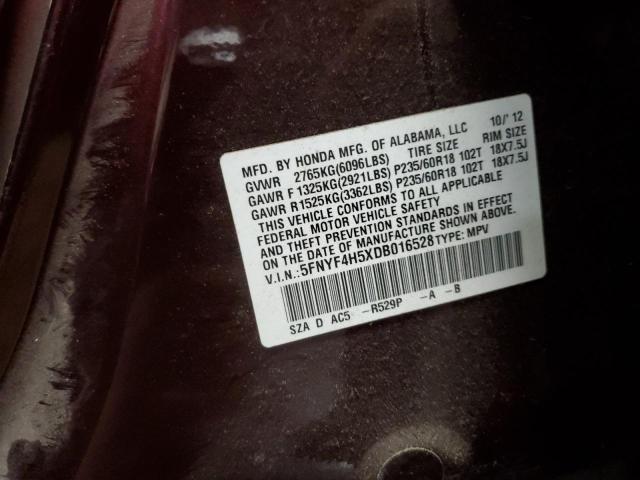 MFD. BY HONDA MFG. OF ALABAMA, LLC 10/'12
GVWR 2765KG(6096LBS) TIRE SIZE RIM SIZE
GAWR F 1325KG(2921LBS) P235/60R18 102T 18X7.5J
GAWR R1525KG(3362LBS) P235/60R18 102T 18X7.5J
THIS VEHICLE CONFORMS TO ALL APPLICABLE
FEDERAL MOTOR VEHICLE SAFETY
AND THEFT PREVENTION STANDARDS IN EFFECT
ON THE DATE OF MANUFACTURE SHOWN ABOVE.
V.I.N.:5FNYF4H5XDB016528 TYPE: MPV
SZA D AC5 -R529P -A -B